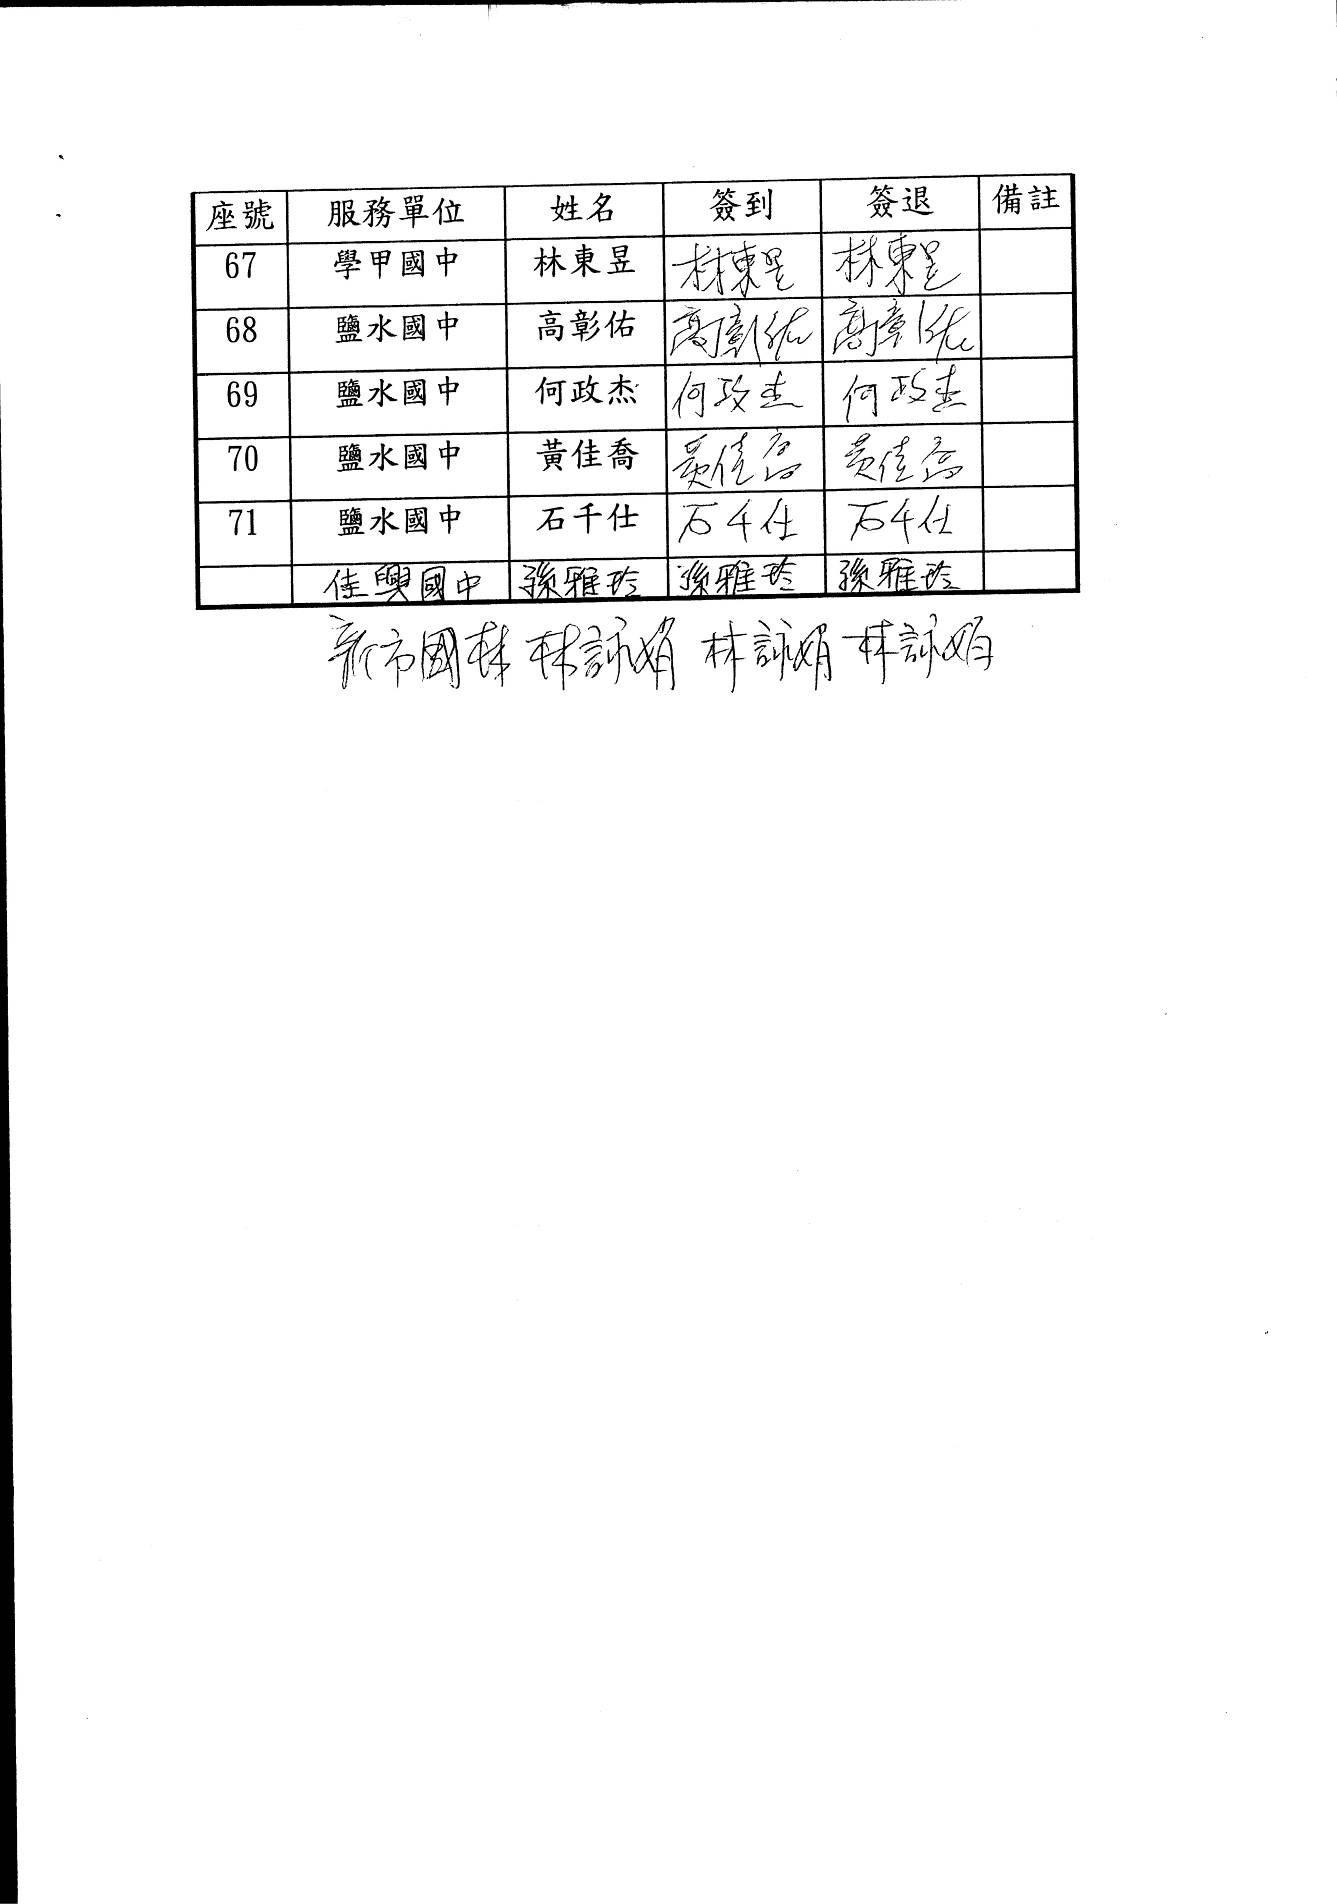 座號 服務單位 姓名 簽到 簽退 備註
67 學甲國中 林東昱 林東昱 林東昱
68 鹽水國中 高彰佑 高彰佑 高彰佑
69 鹽水國中 何政杰 何政杰 何政杰
70 鹽水國中 黃佳喬 黃佳喬 黃佳喬
71 鹽水國中 石千仕 石千仕 石千仕
佳興國中 孫雅玲 孫雅玲 孫雅玲
新市國 林詠娟 林詠娟 林詠娟